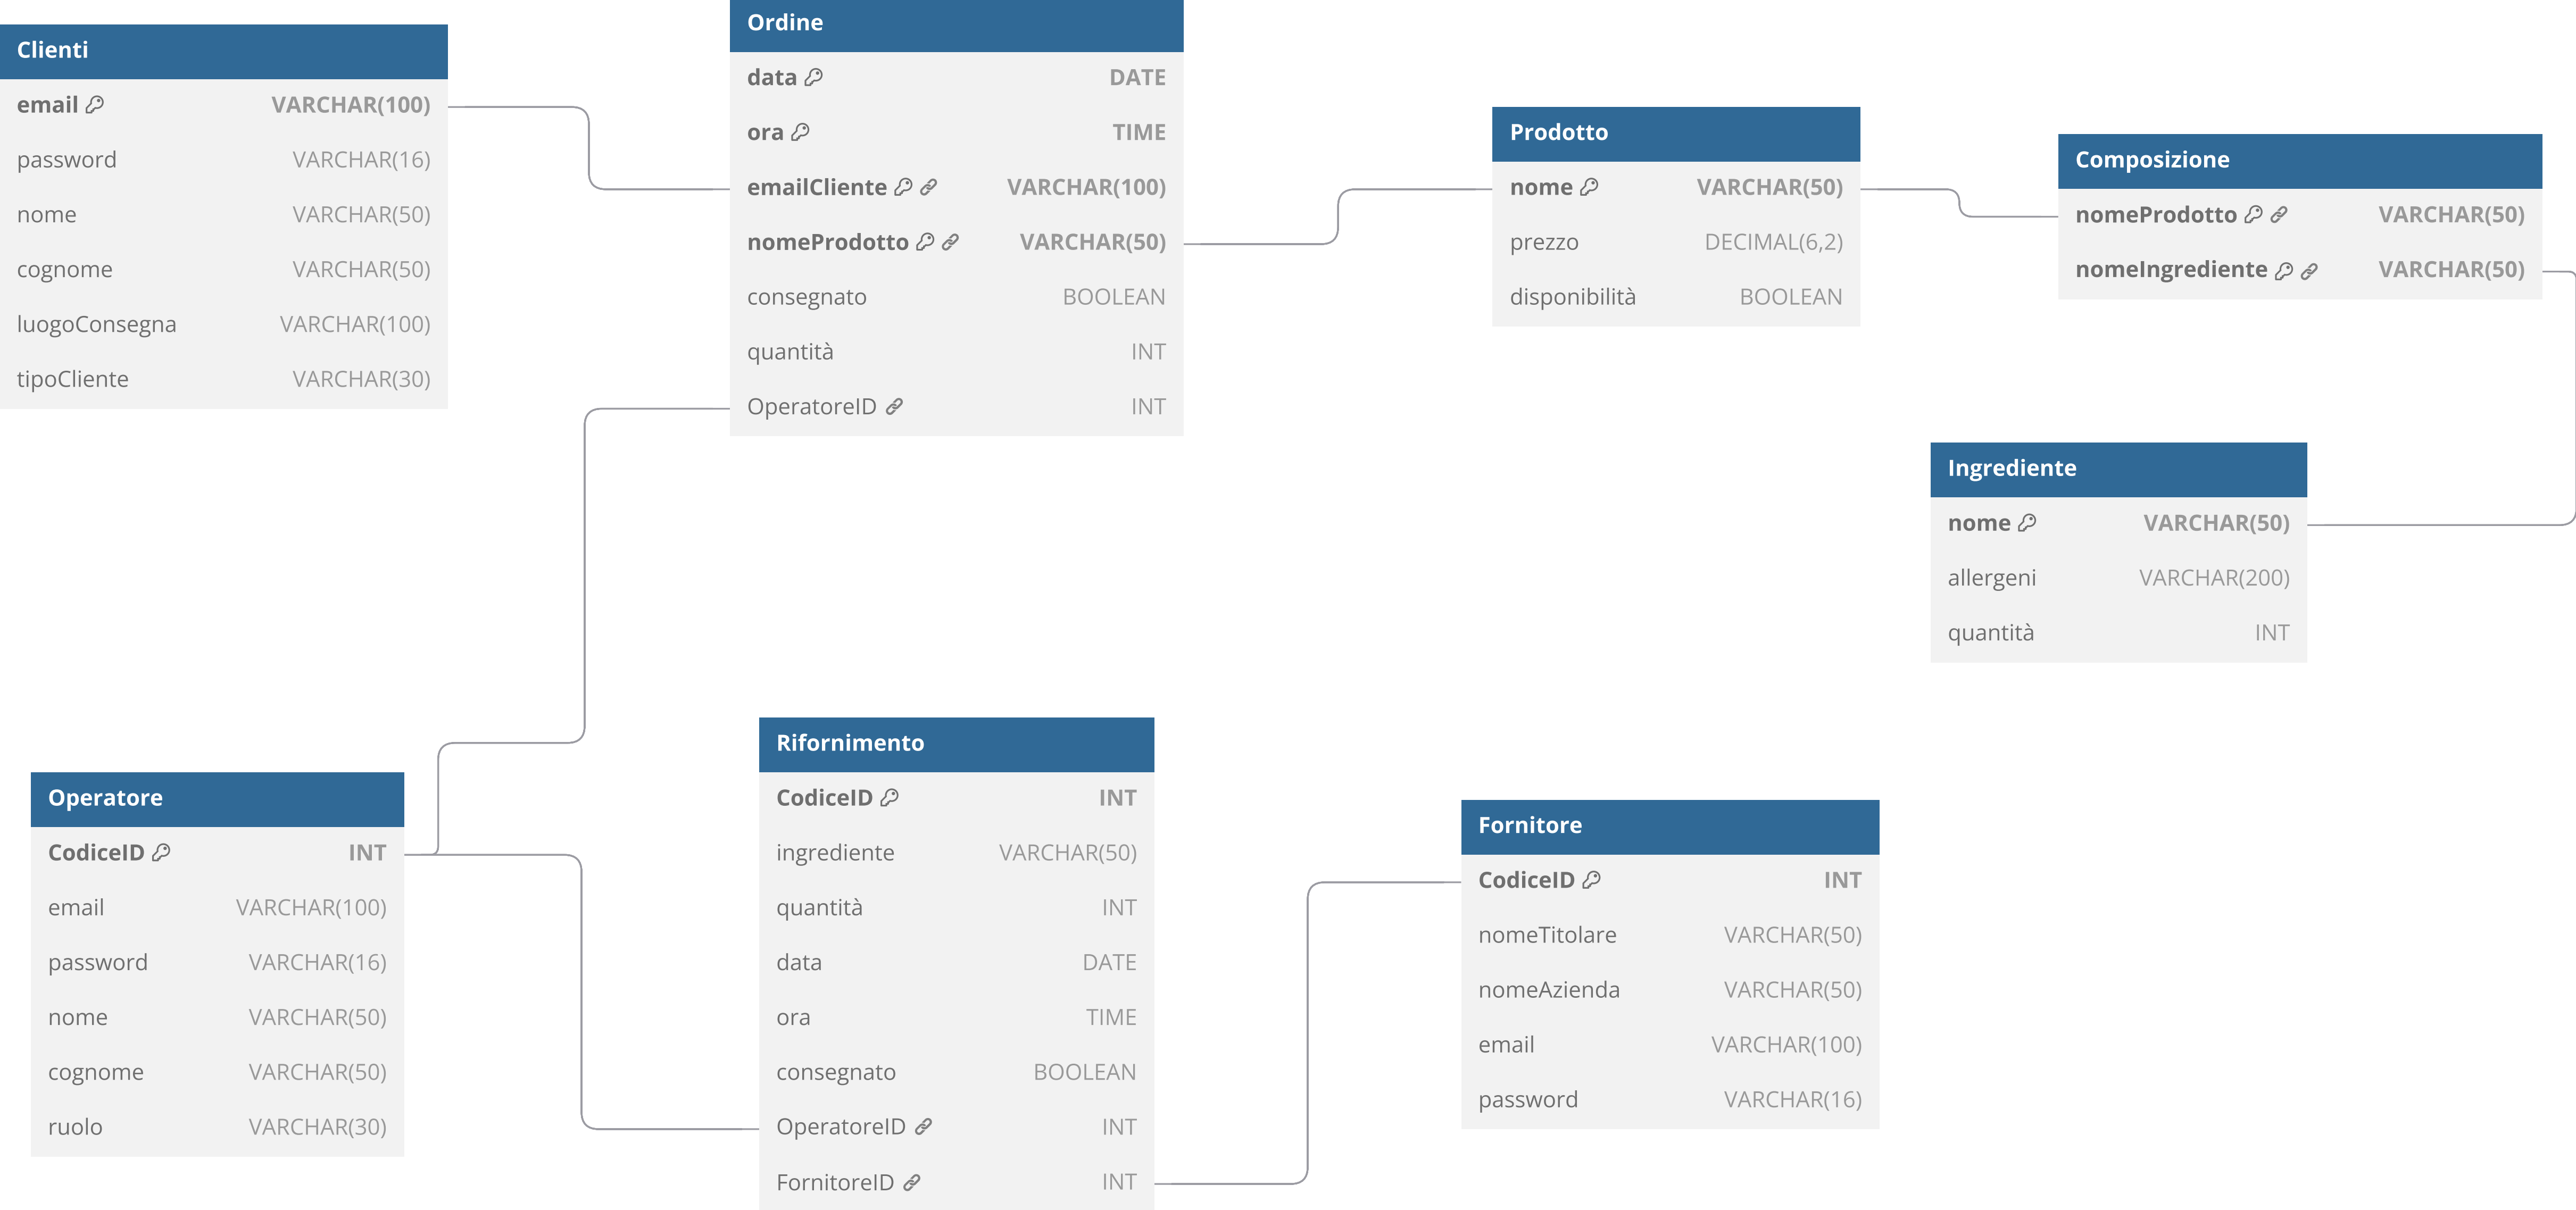 Clienti
email VARCHAR(100)
password VARCHAR(16)
nome VARCHAR(50)
cognome VARCHAR(50)
luogoConsegna VARCHAR(100)
tipoCliente VARCHAR(30)
Ordine
data DATE
ora TIME
emailCliente VARCHAR(100)
nomeProdotto VARCHAR(50)
consegnato BOOLEAN
quantità INT
OperatoreID INT
Prodotto
nome VARCHAR(50)
prezzo DECIMAL(6,2)
disponibilità BOOLEAN
Composizione
nomeProdotto VARCHAR(50)
nomeIngrediente VARCHAR(50)
Ingrediente
nome VARCHAR(50)
allergeni VARCHAR(200)
quantità INT
Operatore
CodiceID INT
email VARCHAR(100)
password VARCHAR(16)
nome VARCHAR(50)
cognome VARCHAR(50)
ruolo VARCHAR(30)
Rifornimento
CodiceID INT
ingrediente VARCHAR(50)
quantità INT
data DATE
ora TIME
consegnato BOOLEAN
OperatoreID INT
FornitoreID INT
Fornitore
CodiceID INT
nomeTitolare VARCHAR(50)
nomeAzienda VARCHAR(50)
email VARCHAR(100)
password VARCHAR(16)